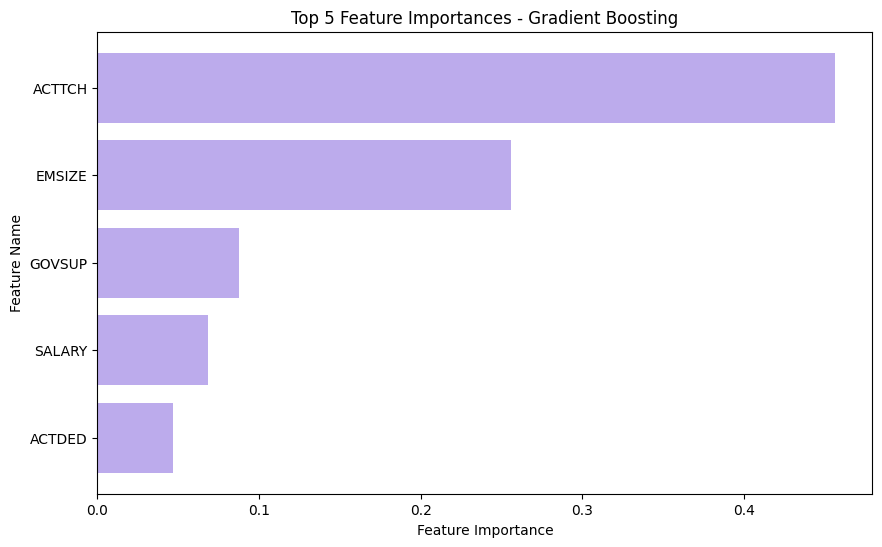 Top 5 Feature Importances - Gradient Boosting
Feature Name
ACTTCH
EMSIZE
GOVSUP
SALARY
ACTDED
0.0 0.1 0.2 0.3 0.4
Feature Importance